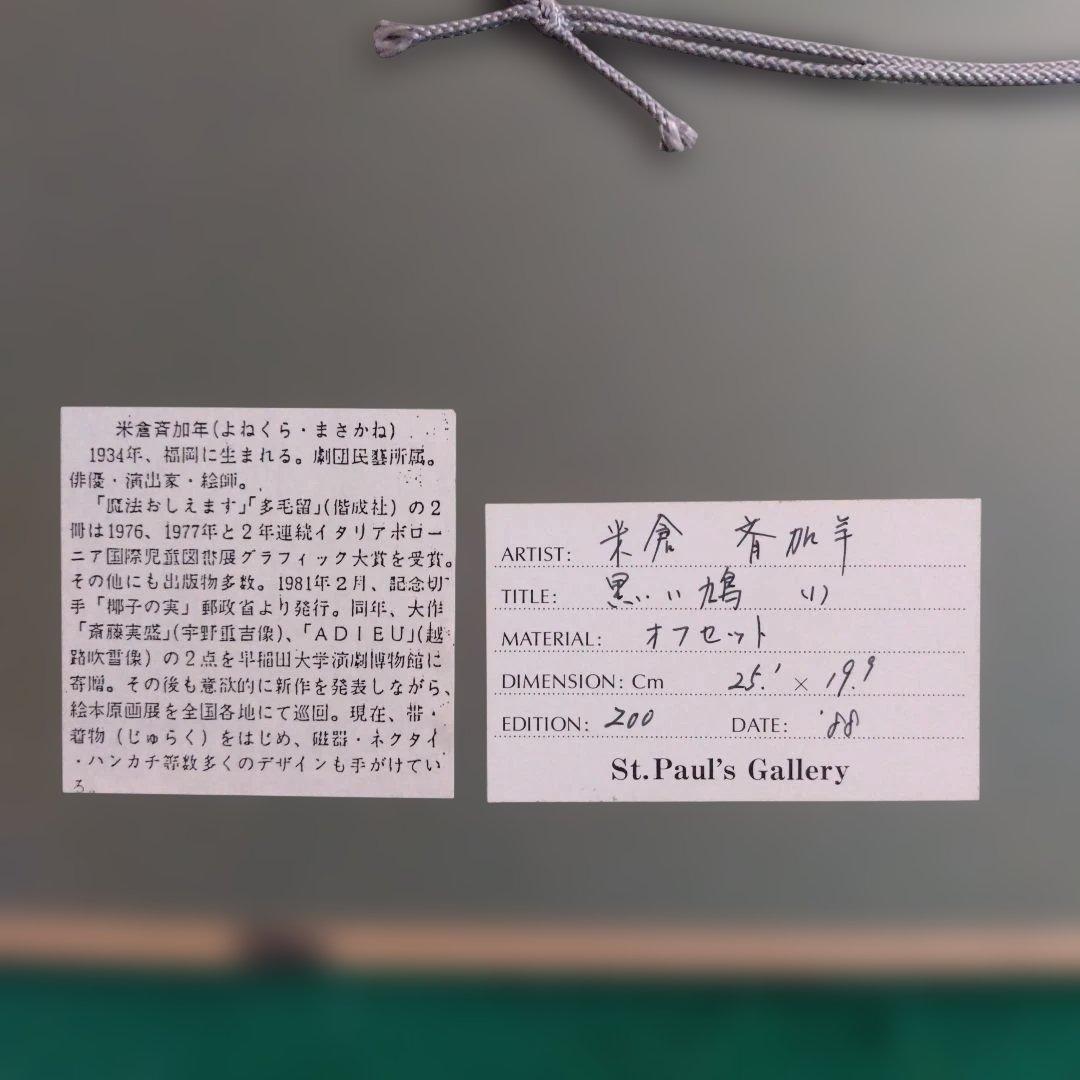 米倉斉加年(よねくら・まさかね)
1934年、福岡に生まれる。劇団民藝所属。
俳優・演出家・絵師。
「魔法おしえます」「多毛留」(偕成社)の2
冊は1976、1977年と2年連続イタリアボロー
ニア国際児童図書展グラフィック大賞を受賞。
その他にも出版物多数。1981年2月、記念切
手「椰子の実」郵政省より発行。同年、大作
「斎藤実盛」(宇野重吉像)、「ADIEU」(越
路吹雪像)の2点を早稲田大学演劇博物館に
寄贈。その後も意欲的に新作を発表しながら、
絵本原画展を全国各地にて巡回。現在、帯・
着物(じゅらく)をはじめ、磁器・ネクタイ
・ハンカチ等数多くのデザインも手がけてい
る。
ARTIST: 米倉 斉加年
TITLE: 黒い鳩
MATERIAL: オフセット
DIMENSION: Cm 25.1 × 19.9
EDITION: 200 DATE: '88
St.Paul's Gallery